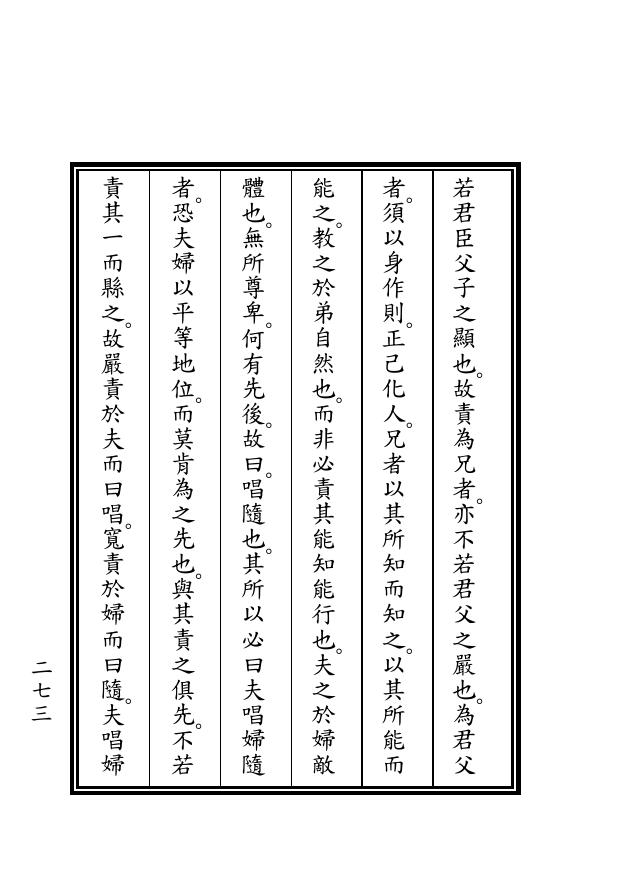 若君臣父子之顯也。故責為兄者。亦不若君父之嚴也。為君父
者。須以身作則。正己化人。兄者以其所知而知之。以其所能而
能之。教之於弟自然也。而非必責其能知能行也。夫之於婦敵
體也。無所尊卑。何有先後。故曰。唱隨也。其所以必曰夫唱婦隨
者。恐夫婦以平等地位。而莫肯為之先也。與其責之俱先。不若
責其一而縣之。故嚴責於夫而曰唱。寬責於婦而曰隨。夫唱婦
二七三